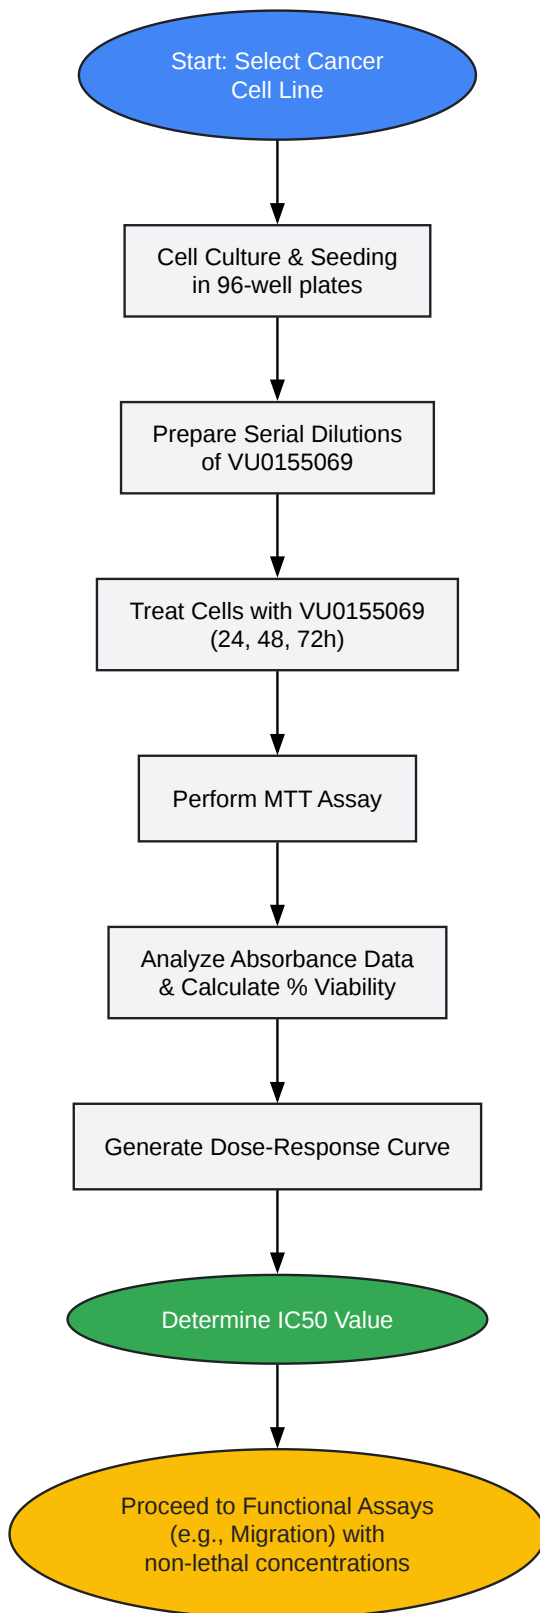 Start: Select Cancer
Cell Line
Cell Culture & Seeding
in 96-well plates
Prepare Serial Dilutions
of VU0155069
Treat Cells with VU0155069
(24, 48, 72h)
Perform MTT Assay
Analyze Absorbance Data
& Calculate % Viability
Generate Dose-Response Curve
Determine IC50 Value
Proceed to Functional Assays
(e.g., Migration) with
non-lethal concentrations